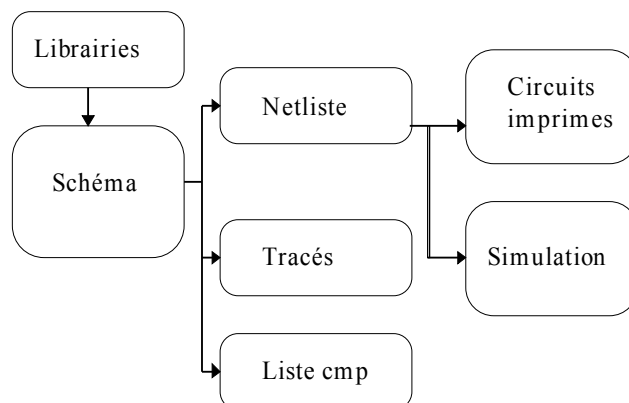 Librairies
Schéma
Netliste
Tracés
Liste cmp
Circuits
imprimes
Simulation